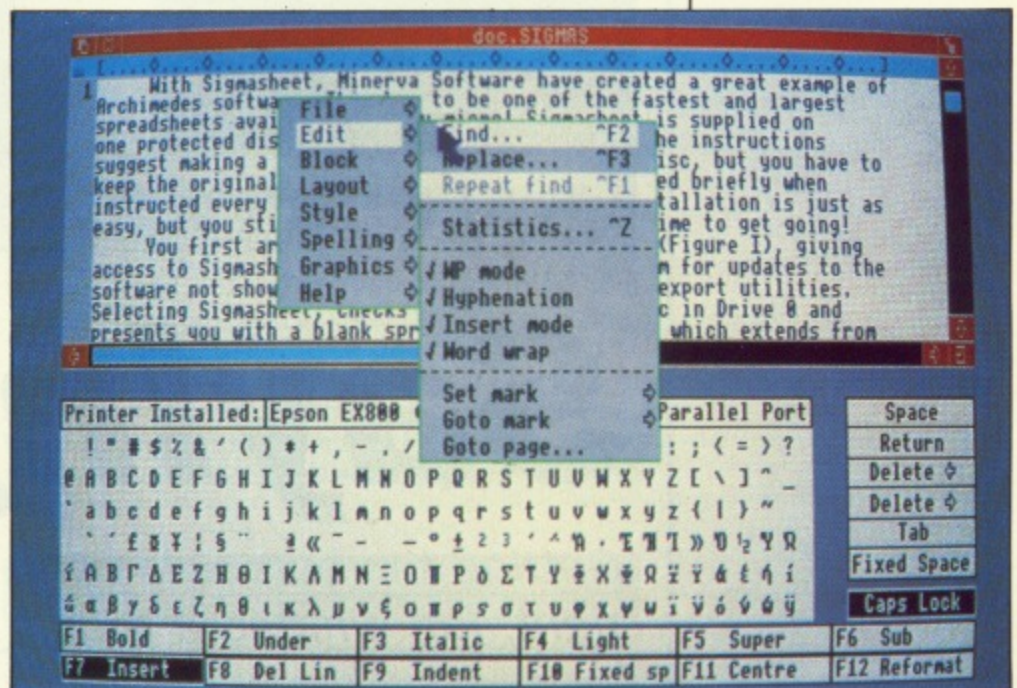 doc.SIGMAS
1 With Sigmasheet, Minerva Software have created a great example of
Archimedes softwa to be one of the fastest and largest
spreadsheets avai Sigmasheet is supplied on
one protected dis he instructions
suggest making a isc, but you have to
keep the original ed briefly when
instructed every tallation is just as
easy, but you sti ime to get going!
You first ar (Figure I), giving
access to Sigmash m for updates to the
software not show export utilities.
Selecting Sigmasheet, checks c in Drive 0 and
presents you with a blank spr which extends from
File
Edit
Block
Layout
Style
Spelling
Graphics
Help
Find... ^F2
Replace... ^F3
Repeat find .^F1
Statistics... ^Z
√ WP mode
√ Hyphenation
√ Insert mode
√ Word wrap
Set mark
Goto mark
Goto page...
Printer Installed: Epson EX800 Parallel Port
! " # $ % & ' ( ) * + , - . / : ; < = > ?
@ A B C D E F G H I J K L M N O P Q R S T U V W X Y Z [ \ ] ^ _
` a b c d e f g h i j k l m n o p q r s t u v w x y z { | } ~
Space
Return
Delete
Delete
Tab
Fixed Space
Caps Lock
F1 Bold F2 Under F3 Italic F4 Light F5 Super F6 Sub
F7 Insert F8 Del Lin F9 Indent F10 Fixed sp F11 Centre F12 Reformat